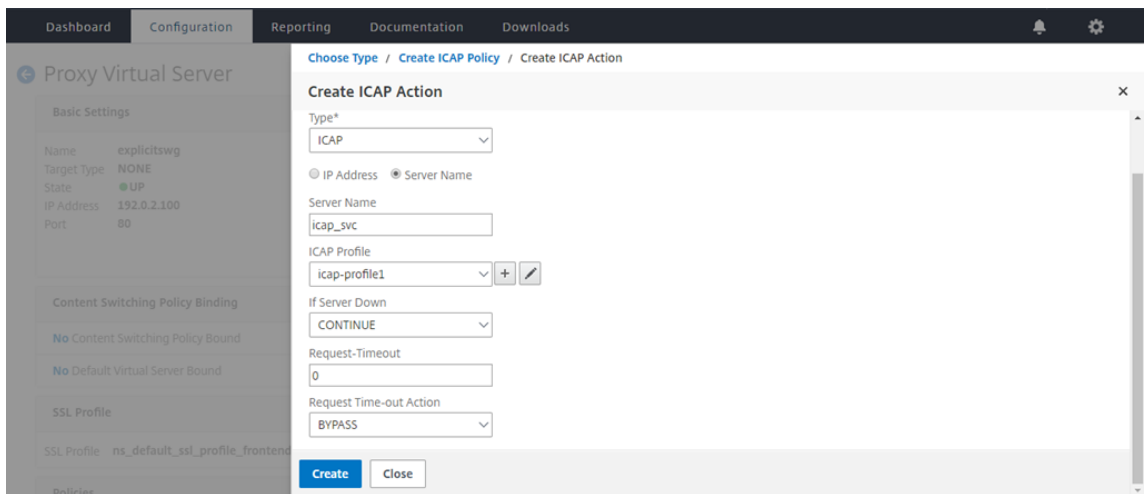 Dashboard Configuration Reporting Documentation Downloads
Proxy Virtual Server
Basic Settings
Name explicitswg
Target Type NONE
State UP
IP Address 192.0.2.100
Port 80
Content Switching Policy Binding
No Content Switching Policy Bound
No Default Virtual Server Bound
SSL Profile
SSL Profile ns_default_ssl_profile_frontend
Policies
Choose Type / Create ICAP Policy / Create ICAP Action
Create ICAP Action
Type*
ICAP
IP Address Server Name
Server Name
icap_svc
ICAP Profile
icap-profile1
If Server Down
CONTINUE
Request-Timeout
0
Request Time-out Action
BYPASS
Create Close